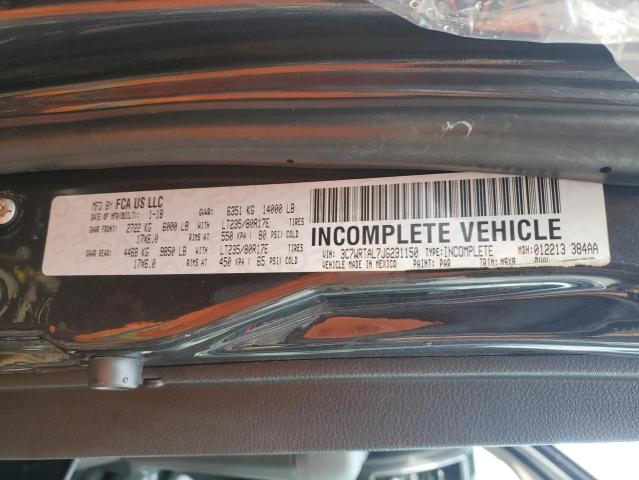 MFD BY FCA US LLC
DATE OF MFR(BUILT): 1-18 GVWR: 6351 KG 14000 LB
GAWR FRONT: 2722 KG 6000 LB WITH LT235/80R17E TIRES
17X6.0 RIMS AT 550 KPA ( 80 PSI) COLD
GAWR REAR: 4468 KG 9850 LB WITH LT235/80R17E TIRES
17X6.0 RIMS AT 450 KPA ( 65 PSI) COLD
INCOMPLETE VEHICLE
VIN: 3C7WRTAL7JG231150 TYPE:INCOMPLETE MDH:012213 384AA
VEHICLE MADE IN MEXICO PAINT: PAR TRIM: